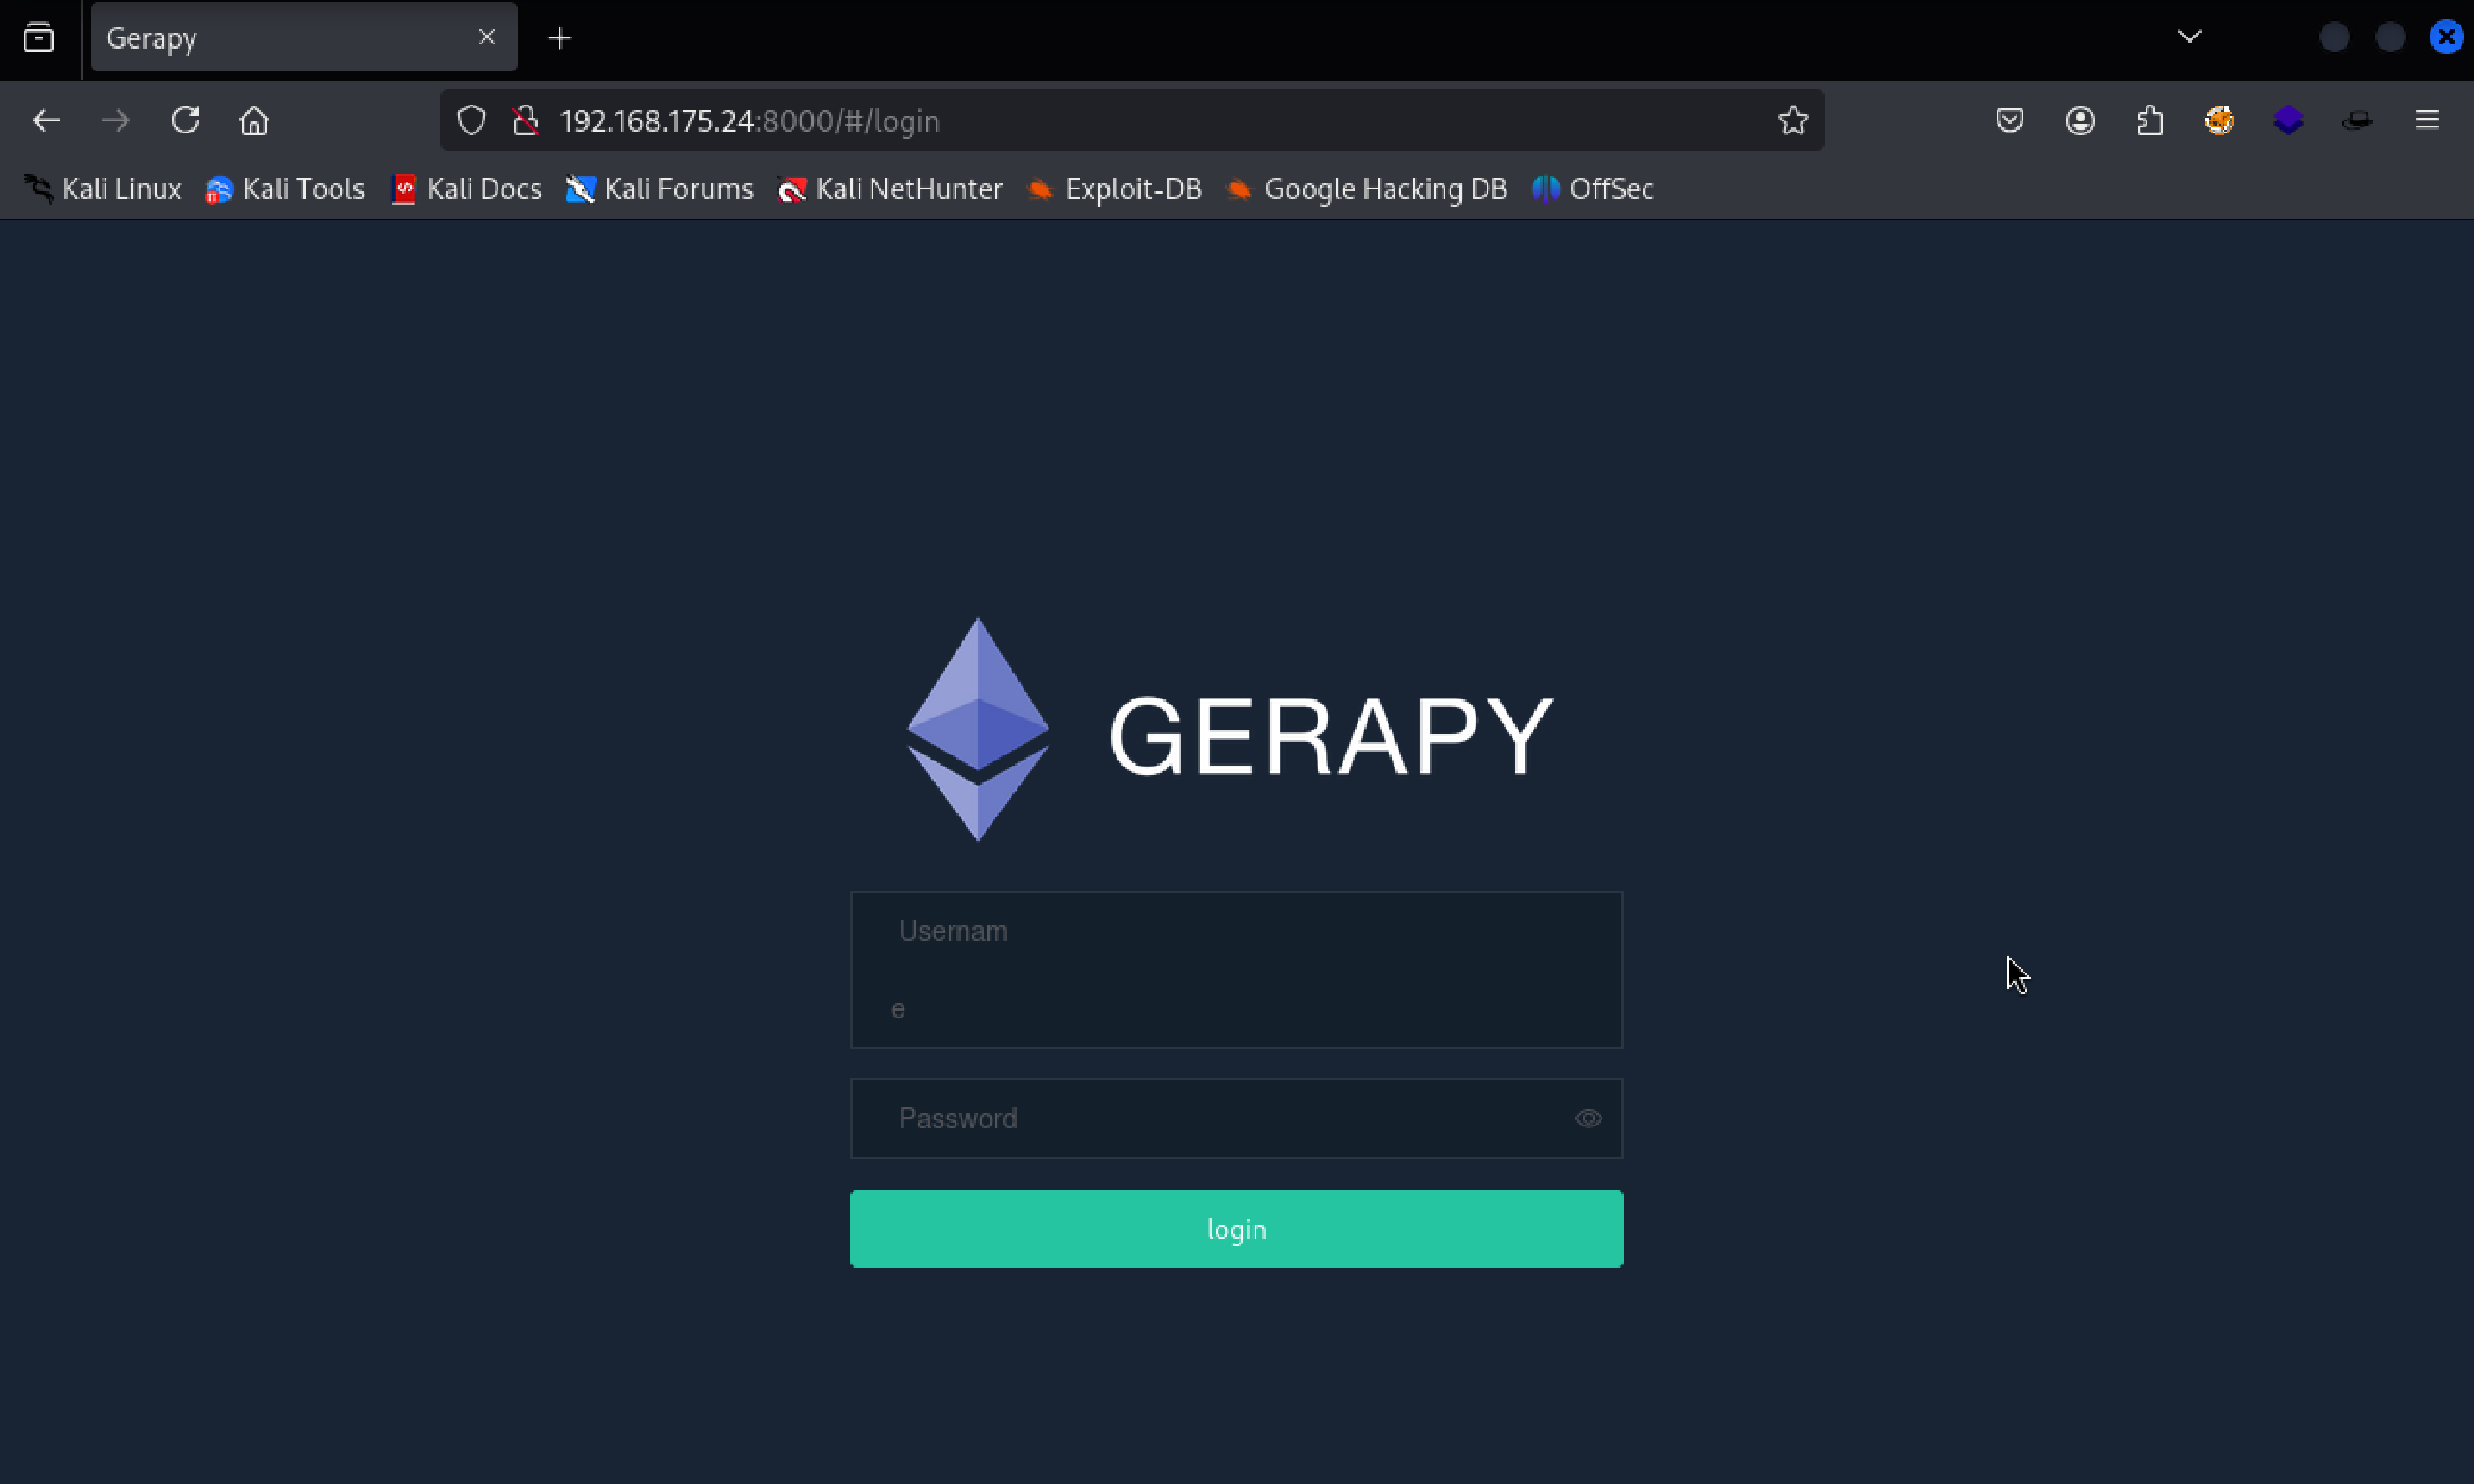 Gerapy
192.168.175.24:8000/#/login
Kali Linux Kali Tools Kali Docs Kali Forums Kali NetHunter Exploit-DB Google Hacking DB OffSec
GERAPY
Usernam
e
Password
login